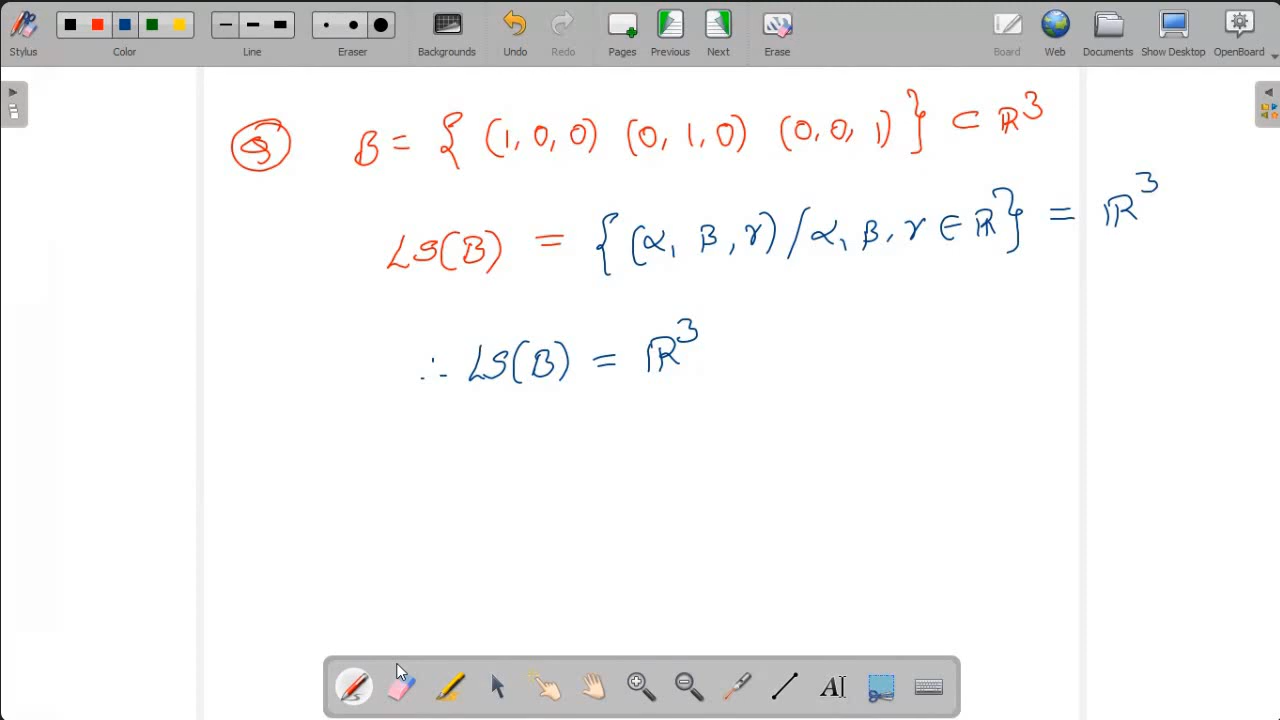 Stylus Color Line Eraser Backgrounds Undo Redo Pages Previous Next Erase Board Web Documents Show Desktop OpenBoard
Q B = { (1, 0, 0) (0, 1, 0) (0, 0, 1) } ⊂ ℝ³
LS(B) = { (α, β, γ) / α, β, γ ∈ ℝ } = ℝ³
∴ LS(B) = ℝ³